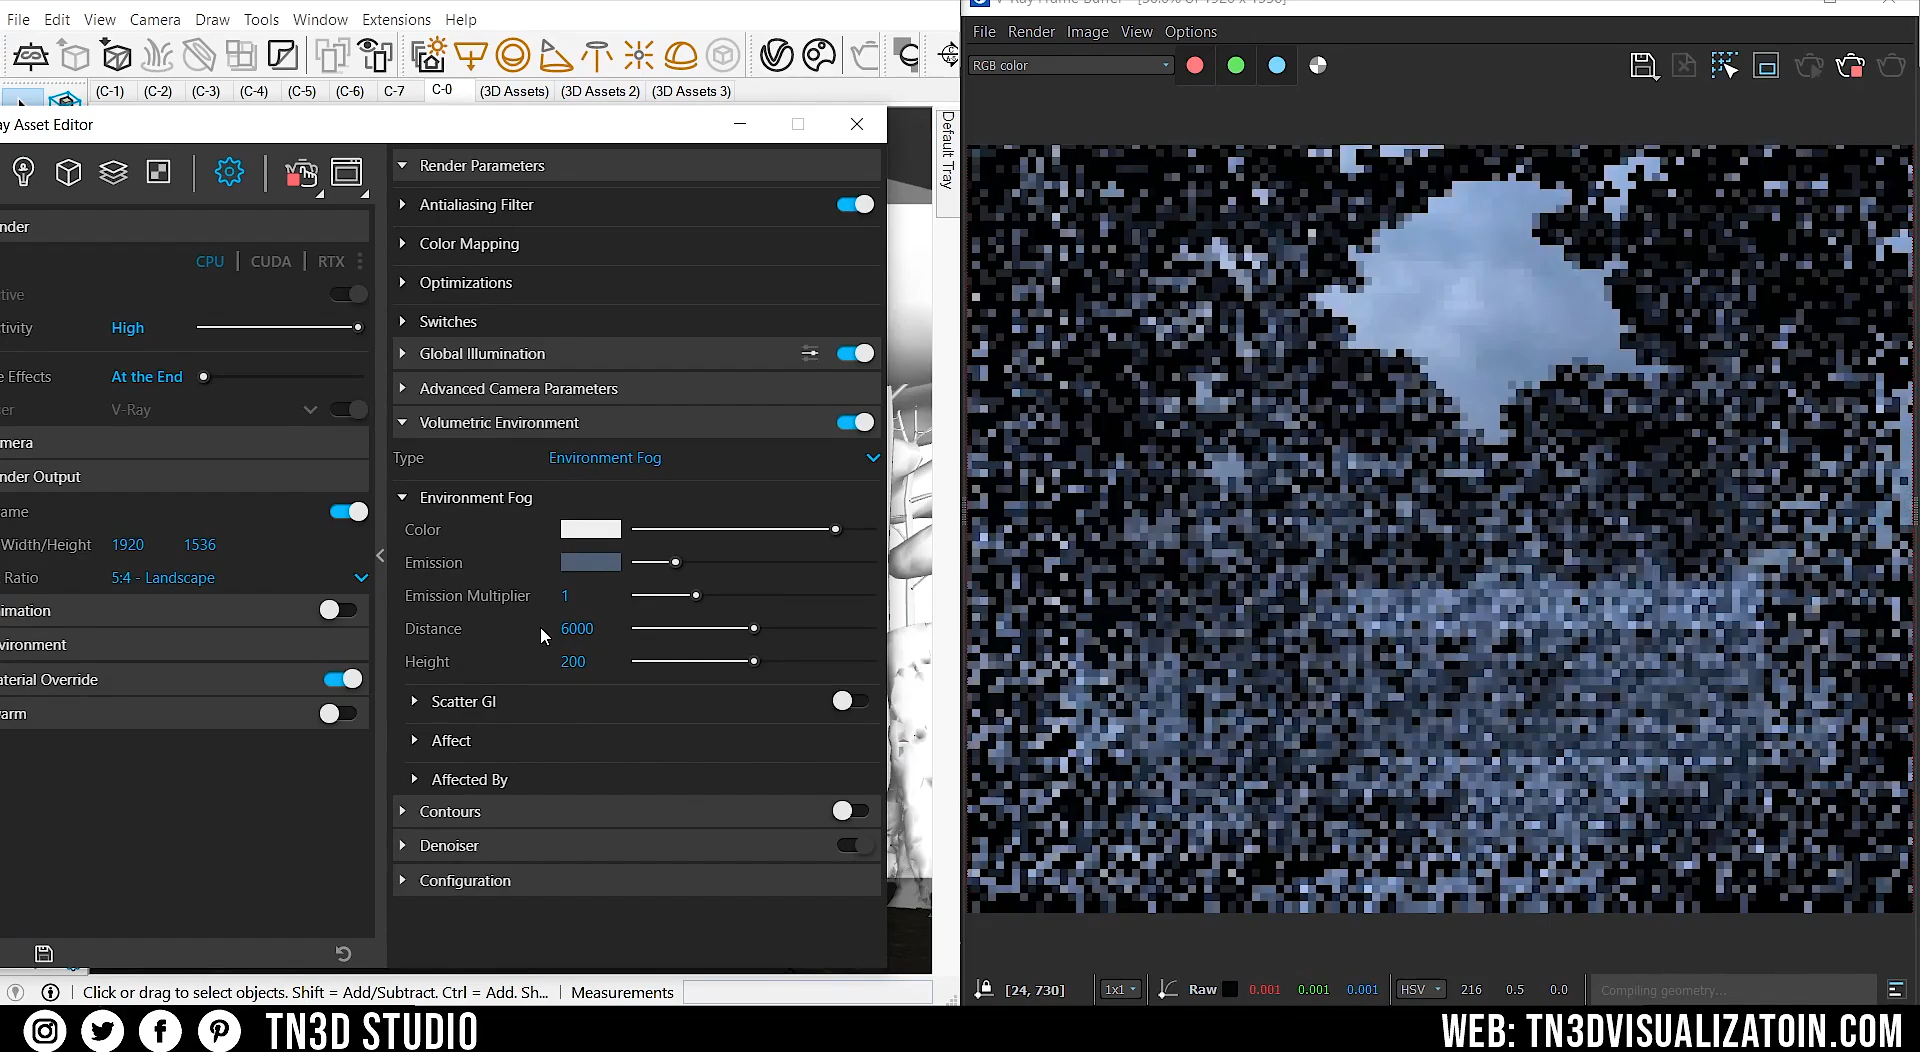 File Edit View Camera Draw Tools Window Extensions Help
(C-1) (C-2) (C-3) (C-4) (C-5) (C-6) C-7 C-0 (3D Assets) (3D Assets 2) (3D Assets 3)
ay Asset Editor
nder
CPU | CUDA | RTX
ctive
ctivity High
e Effects At the End
ser V-Ray
mera
nder Output
ame
Width/Height 1920 1536
Ratio 5:4 - Landscape
imation
vironment
aterial Override
arm
Render Parameters
Antialiasing Filter
Color Mapping
Optimizations
Switches
Global Illumination
Advanced Camera Parameters
Volumetric Environment
Type Environment Fog
Environment Fog
Color
Emission
Emission Multiplier 1
Distance 6000
Height 200
Scatter GI
Affect
Affected By
Contours
Denoiser
Configuration
Default Tray
Click or drag to select objects. Shift = Add/Subtract. Ctrl = Add. Sh... | Measurements
File Render Image View Options
RGB color
[24, 730] 1x1 Raw 0.001 0.001 0.001 HSV 216 0.5 0.0 Compiling geometry...
TN3D STUDIO
WEB: TN3DVISUALIZATOIN.COM